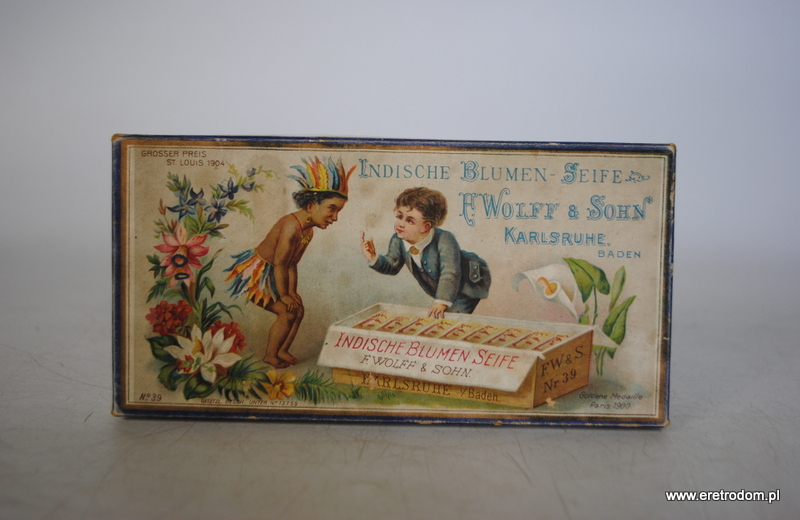 GROSSER PREIS
ST. LOUIS 1904
INDISCHE BLUMEN-SEIFE
F. WOLFF & SOHN
KARLSRUHE.
BADEN
INDISCHE BLUMEN SEIFE
F. WOLFF & SOHN.
KARLSRUHE i/Baden.
F.W.& S.
Nr 39
No 39
Goldene Medaille
Paris 1900
www.eretrodom.pl